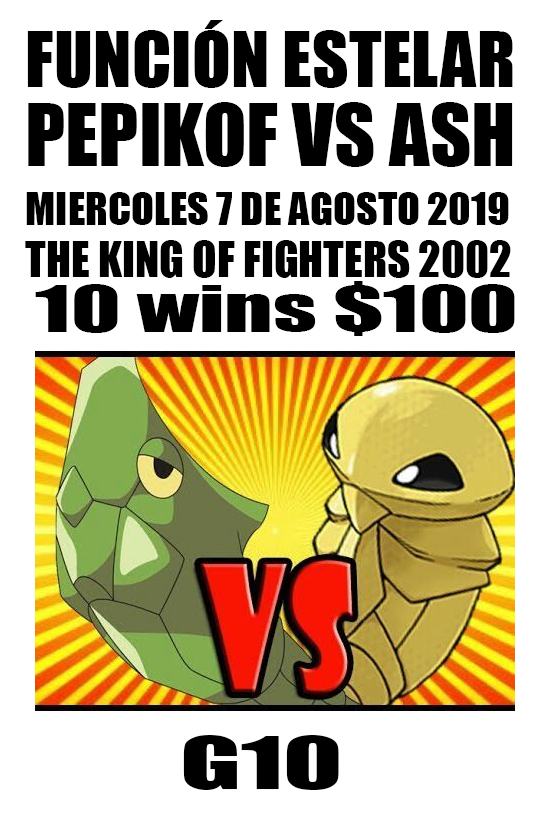 FUNCIÓN ESTELAR
PEPIKOF VS ASH
MIERCOLES 7 DE AGOSTO 2019
THE KING OF FIGHTERS 2002
10 wins $100
VS
G10